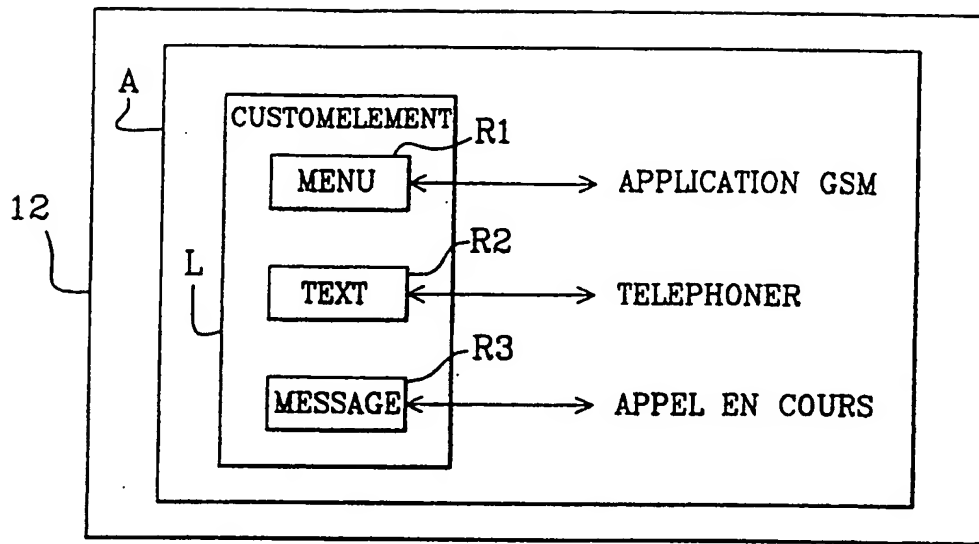 A
CUSTOMELEMENT
R1
MENU
APPLICATION GSM
12
L
R2
TEXT
TELEPHONER
R3
MESSAGE
APPEL EN COURS